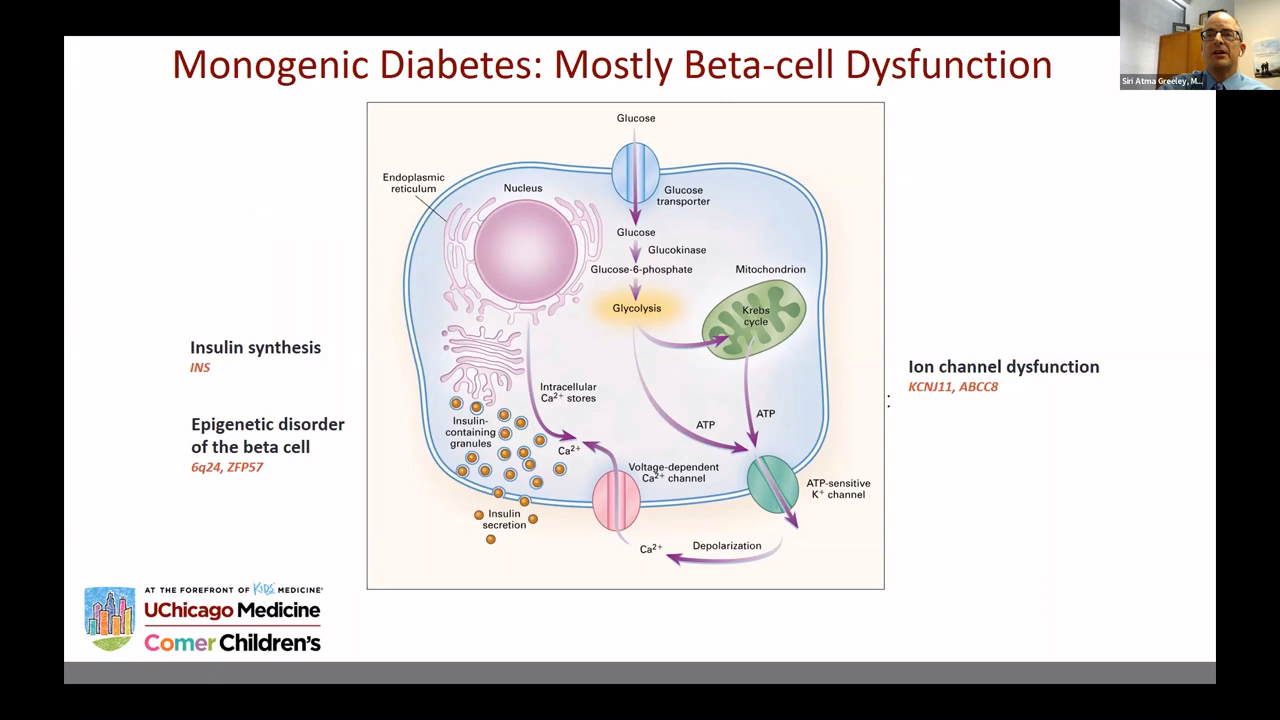 Monogenic Diabetes: Mostly Beta-cell Dysfunction
Siri Atma Greeley, M...
Glucose
Endoplasmic
reticulum
Nucleus
Glucose
transporter
Glucose
Glucokinase
Glucose-6-phosphate
Mitochondrion
Glycolysis
Krebs
cycle
Insulin synthesis
INS
Ion channel dysfunction
KCNJ11, ABCC8
:
Intracellular
Ca²⁺ stores
Epigenetic disorder
of the beta cell
6q24, ZFP57
Insulin-
containing
granules
ATP
ATP
Ca²⁺
Voltage-dependent
Ca²⁺ channel
ATP-sensitive
K⁺ channel
Insulin
secretion
Ca²⁺
Depolarization
AT THE FOREFRONT OF KiDS MEDICINE®
UChicago Medicine
Comer Children's